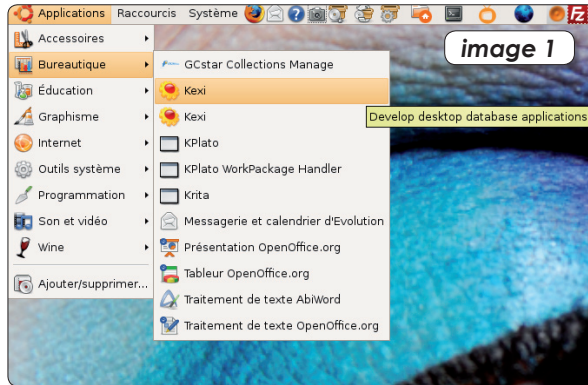 Applications Raccourcis Système
image 1
Accessoires
Bureautique
Éducation
Graphisme
Internet
Outils système
Programmation
Son et vidéo
Wine
Ajouter/supprimer...
GCstar Collections Manage
Kexi
Kexi
Develop desktop database applications
KPlato
KPlato WorkPackage Handler
Krita
Messagerie et calendrier d'Evolution
Présentation OpenOffice.org
Tableur OpenOffice.org
Traitement de texte AbiWord
Traitement de texte OpenOffice.org